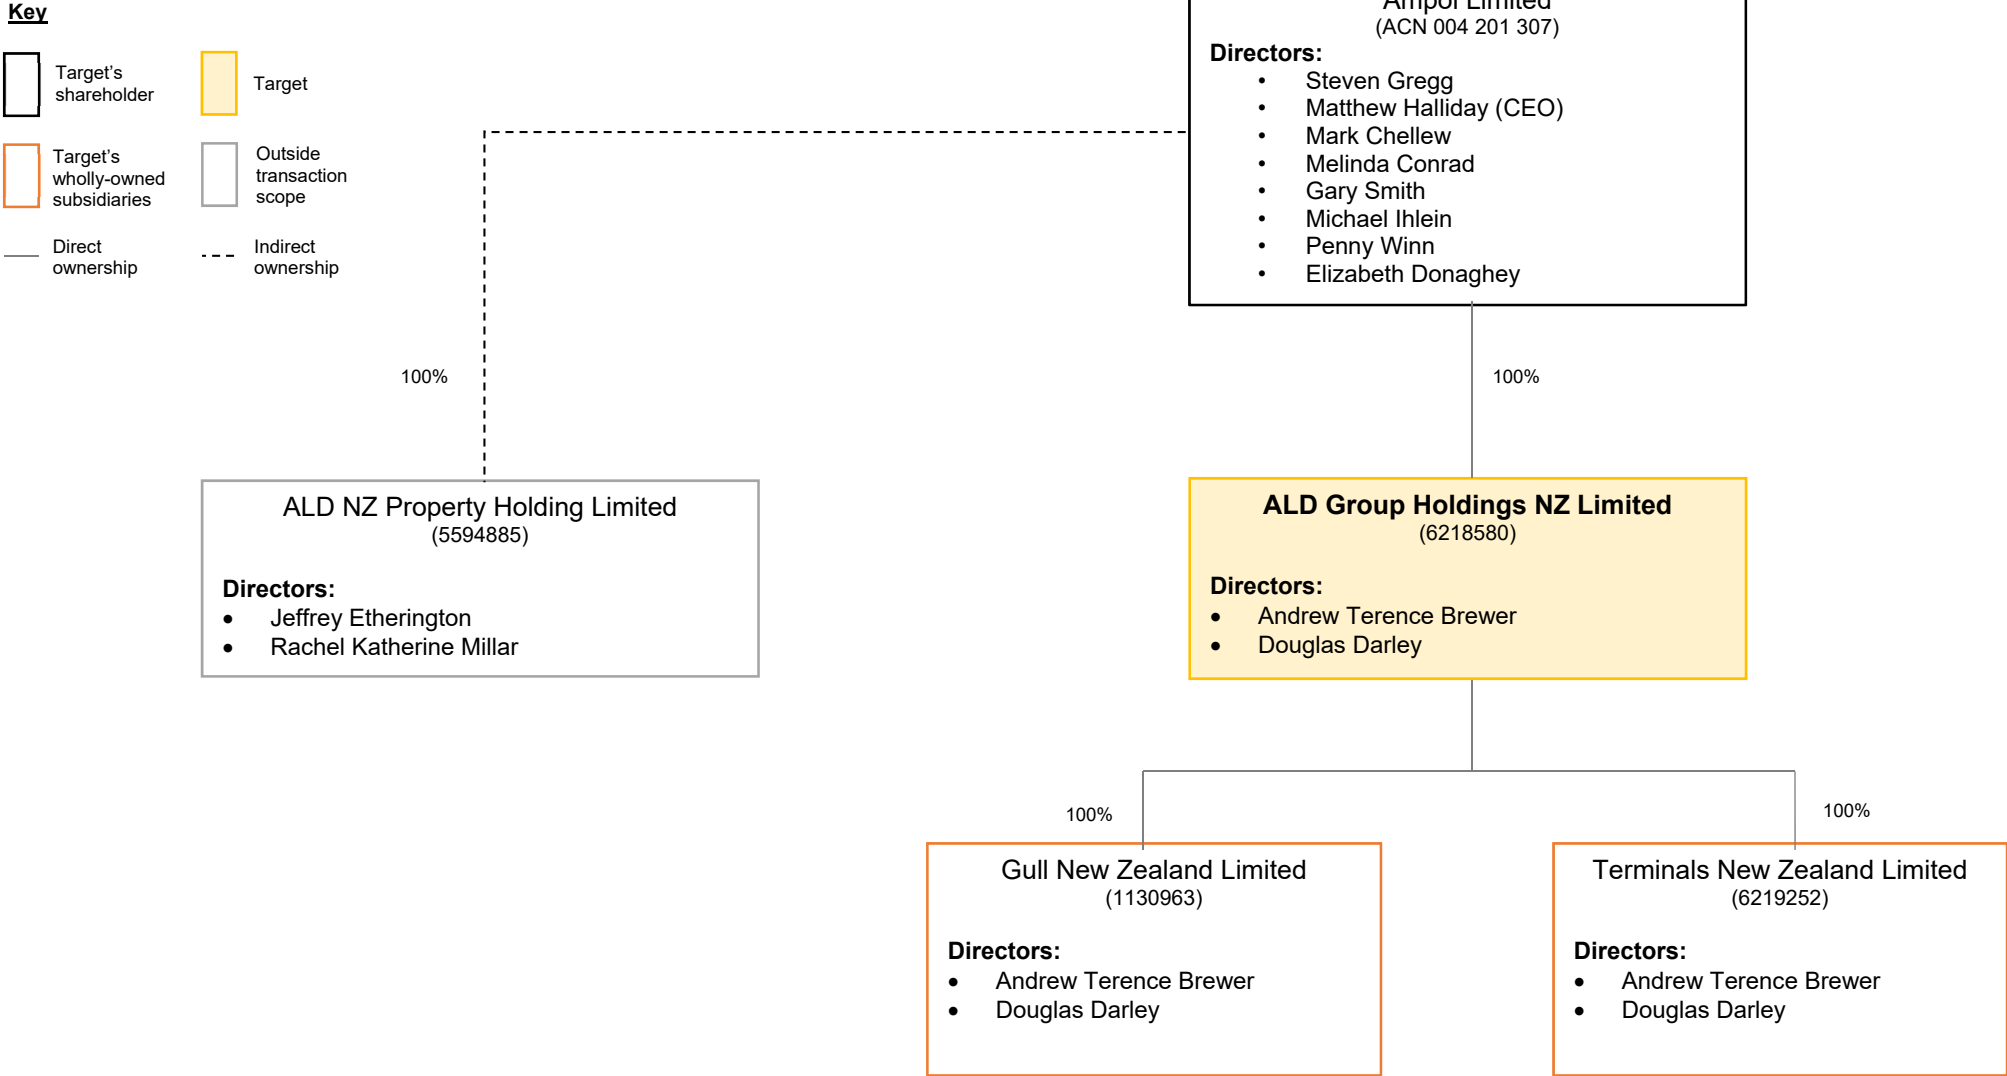 Key
Target's
shareholder
Target
Target's
wholly-owned
subsidiaries
Outside
transaction
scope
Direct
ownership
Indirect
ownership
Ampol Limited
(ACN 004 201 307)
Directors:
• Steven Gregg
• Matthew Halliday (CEO)
• Mark Chellew
• Melinda Conrad
• Gary Smith
• Michael Ihlein
• Penny Winn
• Elizabeth Donaghey
100%
100%
ALD NZ Property Holding Limited
(5594885)
Directors:
• Jeffrey Etherington
• Rachel Katherine Millar
ALD Group Holdings NZ Limited
(6218580)
Directors:
• Andrew Terence Brewer
• Douglas Darley
100%
100%
Gull New Zealand Limited
(1130963)
Directors:
• Andrew Terence Brewer
• Douglas Darley
Terminals New Zealand Limited
(6219252)
Directors:
• Andrew Terence Brewer
• Douglas Darley